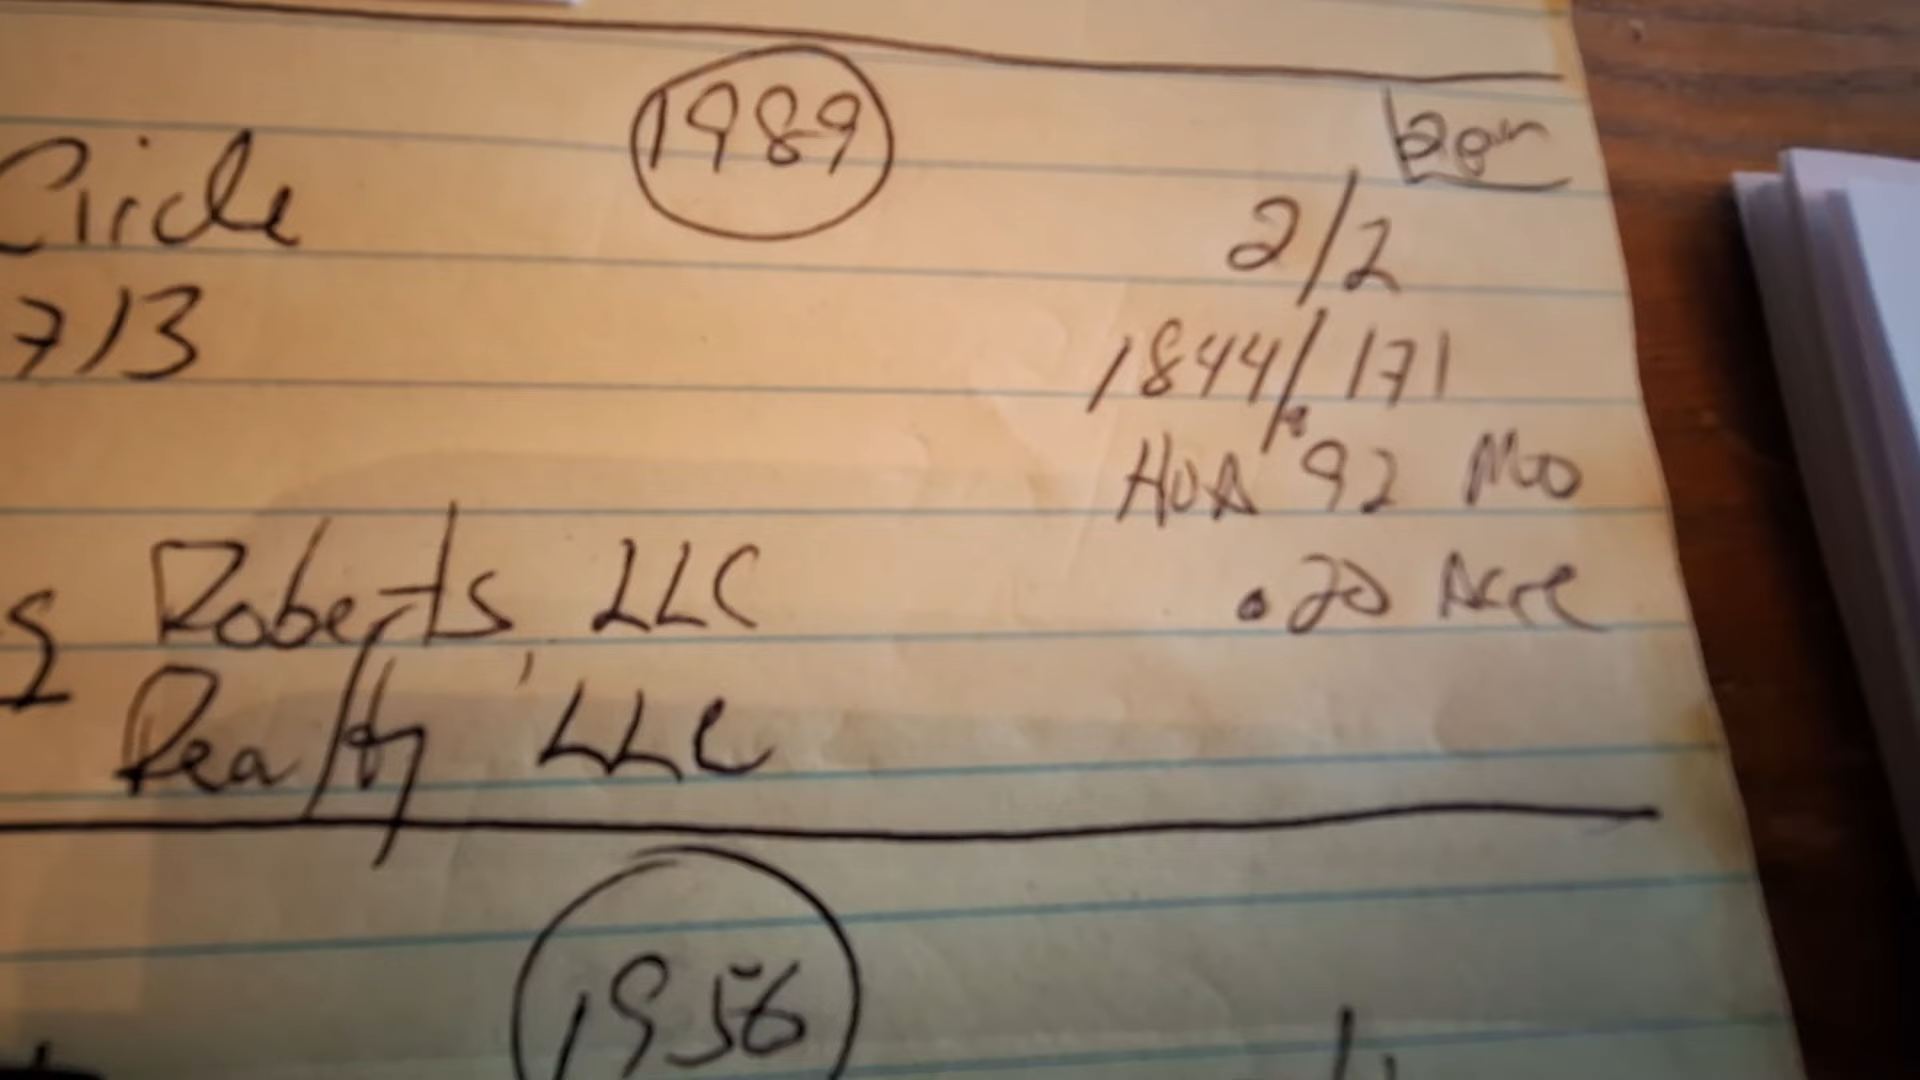 1989
Circle
2/2
713
1844/171
HOA 92 Mo
.20 Acre
Roberts LLC
Realty LLC
1956